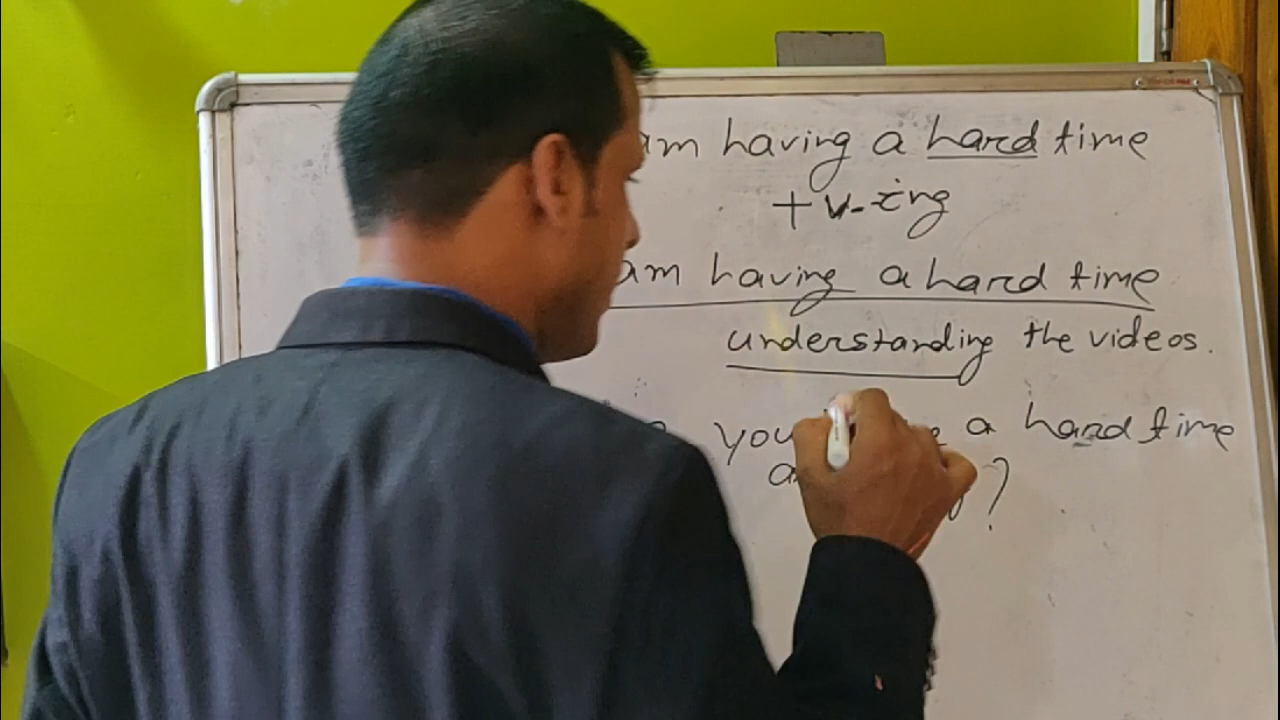 am having a hard time
+ v-ing
am having a hard time
understanding the videos.
you a hard time
?